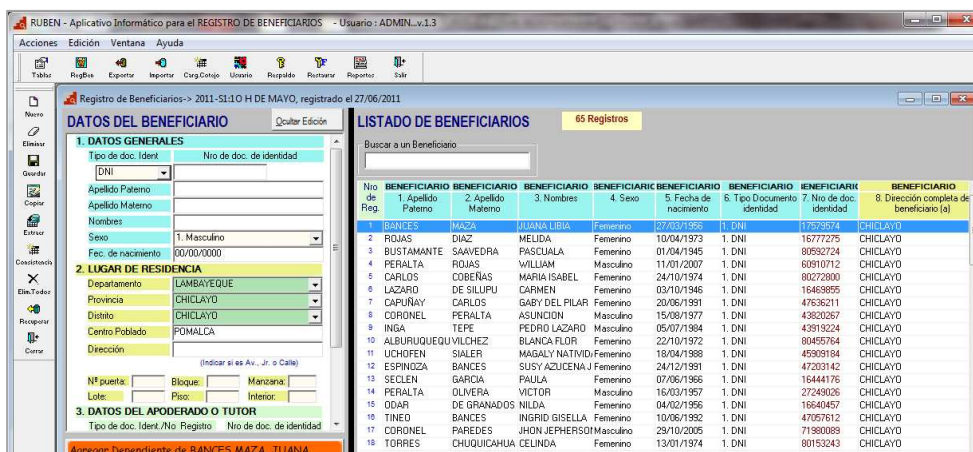 RUBEN - Aplicativo Informático para el REGISTRO DE BENEFICIARIOS - Usuario : ADMIN...v.1.3
Acciones Edición Ventana Ayuda
Tablas RegBen Exportar Importar Carg.Cotejo Usuario Respaldo Restaurar Reportes Salir
Nuevo
Eliminar
Guardar
Copiar
Extraer
Consistencia
Elim.Todos
Recuperar
Cerrar
Registro de Beneficiarios-> 2011-S1:10 H DE MAYO, registrado el 27/06/2011
DATOS DEL BENEFICIARIO Ocultar Edición
1. DATOS GENERALES
Tipo de doc. Ident Nro de doc. de identidad
DNI
Apellido Paterno
Apellido Materno
Nombres
Sexo 1. Masculino
Fec. de nacimiento 00/00/0000
2. LUGAR DE RESIDENCIA
Departamento LAMBAYEQUE
Provincia CHICLAYO
Distrito CHICLAYO
Centro Poblado POMALCA
Dirección
(Indicar si es Av., Jr. o Calle)
Nª puerta: Bloque: Manzana:
Lote: Piso: Interior:
3. DATOS DEL APODERADO O TUTOR
Tipo de doc. Ident./No Registro Nro de doc. de identidad
Agregar Dependiente de BANCES MAZA, JUANA
LISTADO DE BENEFICIARIOS 65 Registros
Buscar a un Beneficiario
Nro de Reg. BENEFICIARIO BENEFICIARIO BENEFICIARIO BENEFICIARIO BENEFICIARIO BENEFICIARIO BENEFICIARIO BENEFICIARIO
1. Apellido Paterno 2. Apellido Materno 3. Nombres 4. Sexo 5. Fecha de nacimiento 6. Tipo Documento identidad 7. Nro de doc. identidad 8. Dirección completa de beneficiario (a)
1 BANCES MAZA JUANA LIBIA Femenino 27/03/1956 1. DNI 17579574 CHICLAYO
2 ROJAS DIAZ MELIDA Femenino 10/04/1973 1. DNI 16777275 CHICLAYO
3 BUSTAMANTE SAAVEDRA PASCUALA Femenino 01/04/1945 1. DNI 80592724 CHICLAYO
4 PERALTA ROJAS WILLIAM Masculino 11/01/2007 1. DNI 60910712 CHICLAYO
5 CARLOS COBEÑAS MARIA ISABEL Femenino 24/10/1974 1. DNI 80272800 CHICLAYO
6 LAZARO DE SILUPU CARMEN Femenino 03/10/1946 1. DNI 16469855 CHICLAYO
7 CAPUÑAY CARLOS GABY DEL PILAR Femenino 20/06/1991 1. DNI 47636211 CHICLAYO
8 CORONEL PERALTA ASUNCION Masculino 15/08/1977 1. DNI 43820267 CHICLAYO
9 INGA TEPE PEDRO LAZARO Masculino 05/07/1984 1. DNI 43919224 CHICLAYO
10 ALBURUQUEQU VILCHEZ BLANCA FLOR Femenino 22/10/1972 1. DNI 80455764 CHICLAYO
11 UCHOFEN SIALER MAGALY NATIVID Femenino 18/04/1988 1. DNI 45909184 CHICLAYO
12 ESPINOZA BANCES SUSY AZUCENA J Femenino 24/12/1991 1. DNI 47203142 CHICLAYO
13 SECLEN GARCIA PAULA Femenino 07/06/1966 1. DNI 16444176 CHICLAYO
14 PERALTA OLIVERA VICTOR Masculino 16/03/1957 1. DNI 27249026 CHICLAYO
15 ODAR DE GRANADOS NILDA Femenino 04/02/1956 1. DNI 16640457 CHICLAYO
16 TINEO BANCES INGRID GISELLA Femenino 10/06/1992 1. DNI 47057612 CHICLAYO
17 CORONEL PAREDES JHON JEPHERSO Masculino 29/10/2005 1. DNI 71980089 CHICLAYO
18 TORRES CHUQUICAHUA CELINDA Femenino 13/01/1974 1. DNI 80153243 CHICLAYO